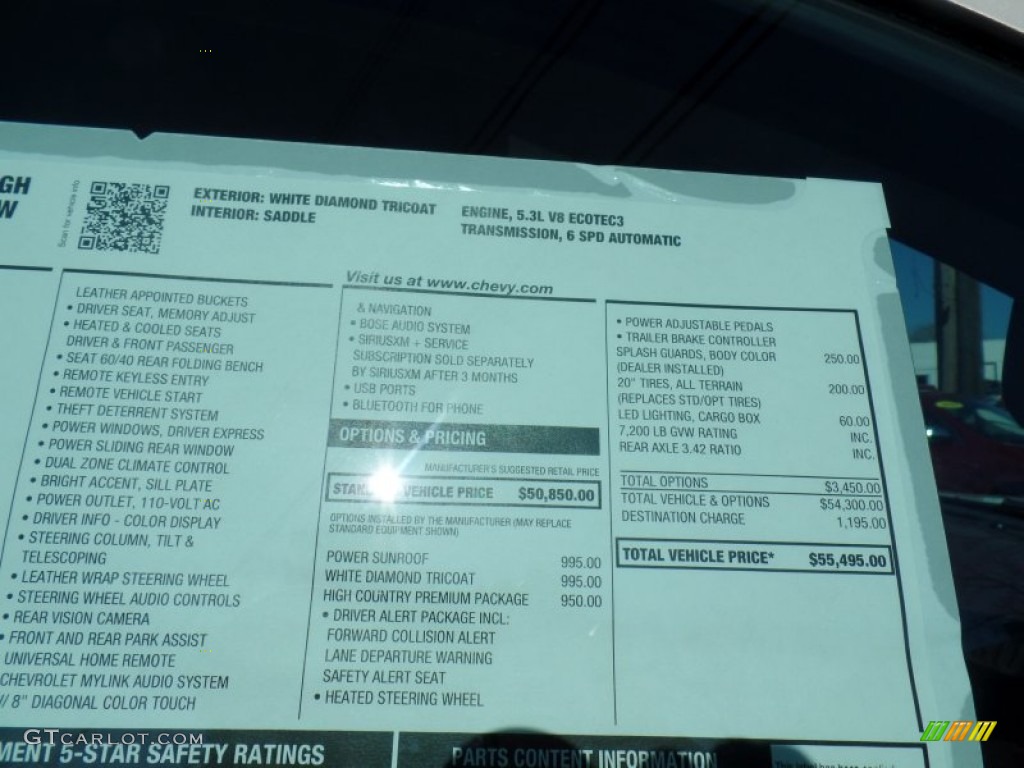 GH
W
Scan for vehicle info
EXTERIOR: WHITE DIAMOND TRICOAT
INTERIOR: SADDLE
ENGINE, 5.3L V8 ECOTEC3
TRANSMISSION, 6 SPD AUTOMATIC
LEATHER APPOINTED BUCKETS
• DRIVER SEAT, MEMORY ADJUST
• HEATED & COOLED SEATS
DRIVER & FRONT PASSENGER
• SEAT 60/40 REAR FOLDING BENCH
• REMOTE KEYLESS ENTRY
• REMOTE VEHICLE START
• THEFT DETERRENT SYSTEM
• POWER WINDOWS, DRIVER EXPRESS
• POWER SLIDING REAR WINDOW
• DUAL ZONE CLIMATE CONTROL
• BRIGHT ACCENT, SILL PLATE
• POWER OUTLET, 110-VOLT AC
• DRIVER INFO - COLOR DISPLAY
• STEERING COLUMN, TILT &
TELESCOPING
• LEATHER WRAP STEERING WHEEL
• STEERING WHEEL AUDIO CONTROLS
• REAR VISION CAMERA
• FRONT AND REAR PARK ASSIST
UNIVERSAL HOME REMOTE
CHEVROLET MYLINK AUDIO SYSTEM
W/ 8" DIAGONAL COLOR TOUCH
Visit us at www.chevy.com
& NAVIGATION
• BOSE AUDIO SYSTEM
• SIRIUSXM + SERVICE
SUBSCRIPTION SOLD SEPARATELY
BY SIRIUSXM AFTER 3 MONTHS
• USB PORTS
• BLUETOOTH FOR PHONE
OPTIONS & PRICING
MANUFACTURER'S SUGGESTED RETAIL PRICE
VEHICLE PRICE $50,850.00
OPTIONS INSTALLED BY THE MANUFACTURER (MAY REPLACE
STANDARD EQUIPMENT SHOWN)
POWER SUNROOF 995.00
WHITE DIAMOND TRICOAT 995.00
HIGH COUNTRY PREMIUM PACKAGE 950.00
• DRIVER ALERT PACKAGE INCL:
FORWARD COLLISION ALERT
LANE DEPARTURE WARNING
SAFETY ALERT SEAT
• HEATED STEERING WHEEL
• POWER ADJUSTABLE PEDALS
• TRAILER BRAKE CONTROLLER
SPLASH GUARDS, BODY COLOR 250.00
(DEALER INSTALLED)
20" TIRES, ALL TERRAIN 200.00
(REPLACES STD/OPT TIRES)
LED LIGHTING, CARGO BOX 60.00
7,200 LB GVW RATING INC.
REAR AXLE 3.42 RATIO INC.
TOTAL OPTIONS $3,450.00
TOTAL VEHICLE & OPTIONS $54,300.00
DESTINATION CHARGE 1,195.00
TOTAL VEHICLE PRICE* $55,495.00
MENT 5-STAR SAFETY RATINGS
PARTS CONTENT INFORMATION
GTCARLOT.COM